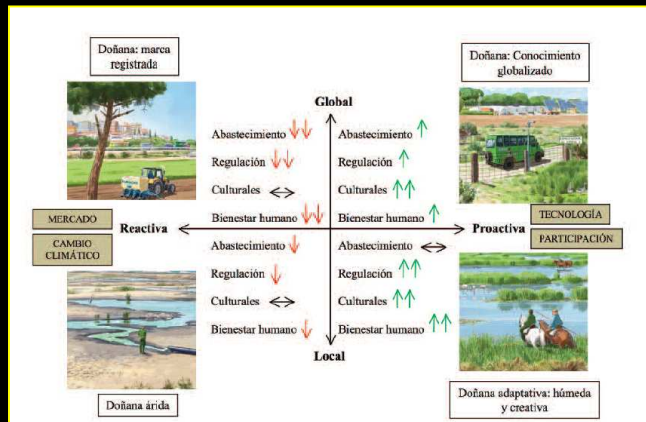 Doñana: marca
registrada
Doñana: Conocimiento
globalizado
Global
Abastecimiento ↓↓
Abastecimiento ↑
Regulación ↓↓
Regulación ↑
Culturales ↔
Culturales ↑↑
Bienestar humano ↓↓
Bienestar humano ↑
MERCADO
CAMBIO
CLIMÁTICO
Reactiva
Proactiva
TECNOLOGÍA
PARTICIPACIÓN
Abastecimiento ↓
Abastecimiento ↔
Regulación ↓
Regulación ↑↑
Culturales ↔
Culturales ↑↑
Bienestar humano ↓
Bienestar humano ↑↑
Local
Doñana árida
Doñana adaptativa: húmeda
y creativa